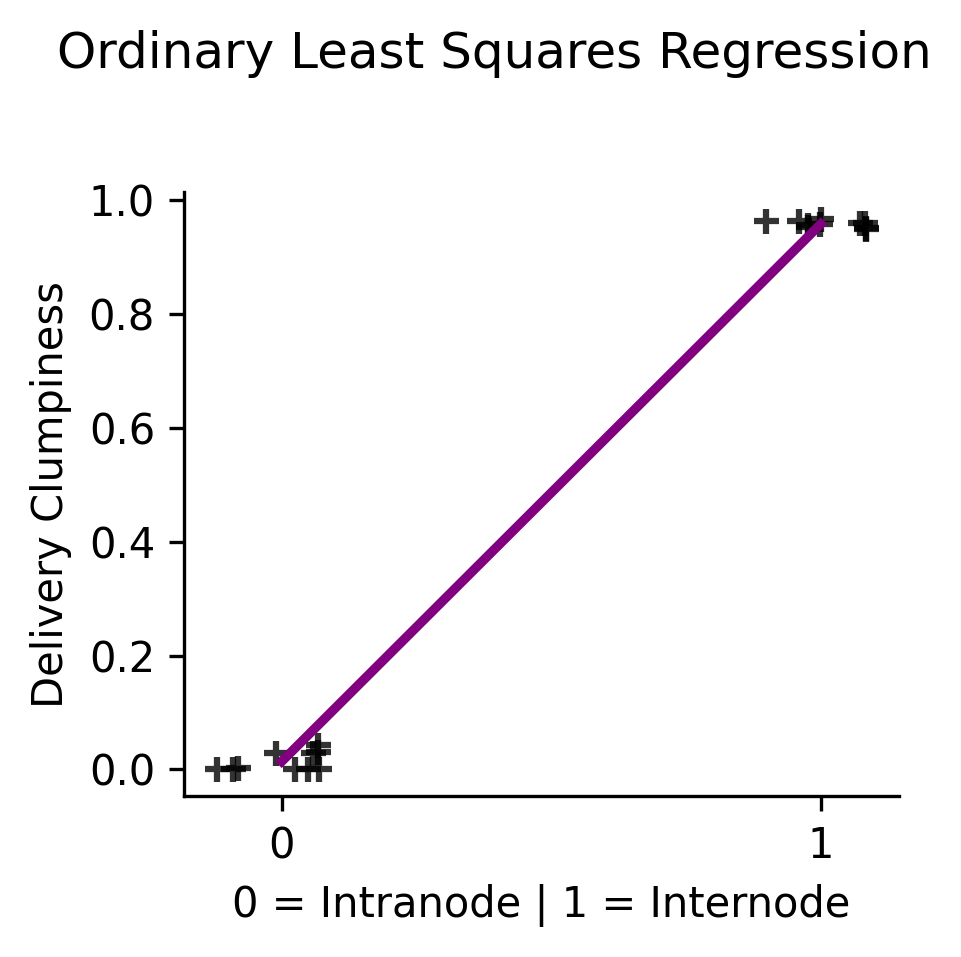 Ordinary Least Squares Regression
Delivery Clumpiness
1.0
0.8
0.6
0.4
0.2
0.0
0 1
0 = Intranode | 1 = Internode